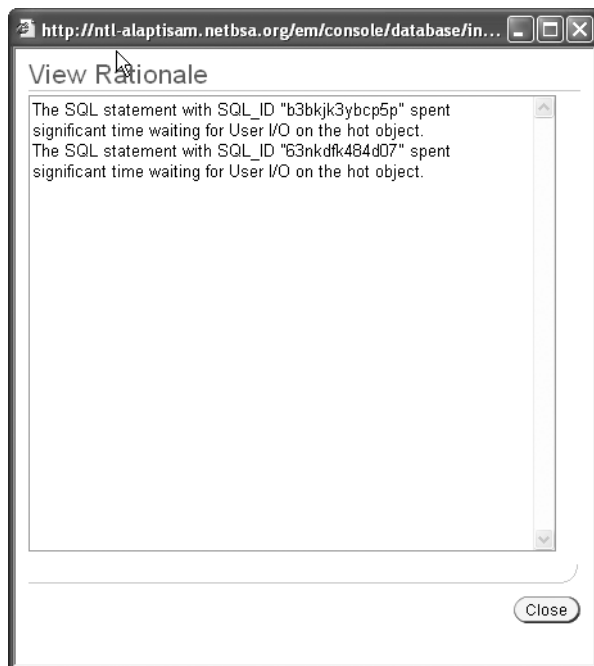 http://ntl-alaptisam.netbsa.org/em/console/database/in...
View Rationale
The SQL statement with SQL_ID "b3bkjk3ybcp5p" spent
significant time waiting for User I/O on the hot object.
The SQL statement with SQL_ID "63nkdfk484d07" spent
significant time waiting for User I/O on the hot object.
Close